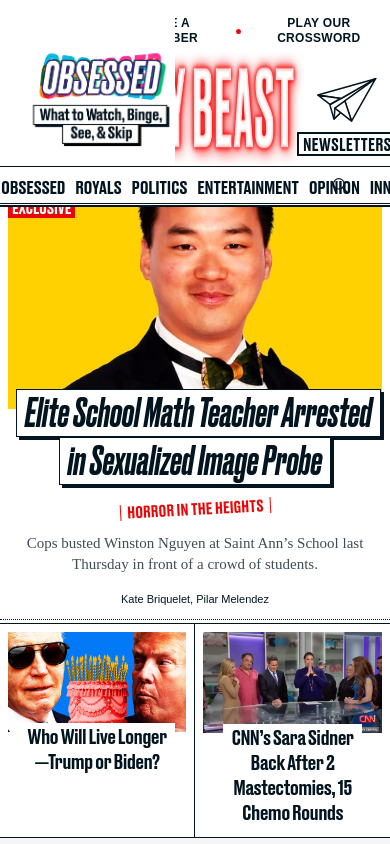 E A
BER
PLAY OUR
CROSSWORD
OBSESSED
What to Watch, Binge,
See, & Skip
Y BEAST
NEWSLETTERS
OBSESSED ROYALS POLITICS ENTERTAINMENT OPINION INN
EXCLUSIVE
Elite School Math Teacher Arrested
in Sexualized Image Probe
HORROR IN THE HEIGHTS
Cops busted Winston Nguyen at Saint Ann’s School last
Thursday in front of a crowd of students.
Kate Briquelet, Pilar Melendez
Who Will Live Longer
—Trump or Biden?
CNN
CNN’s Sara Sidner
Back After 2
Mastectomies, 15
Chemo Rounds